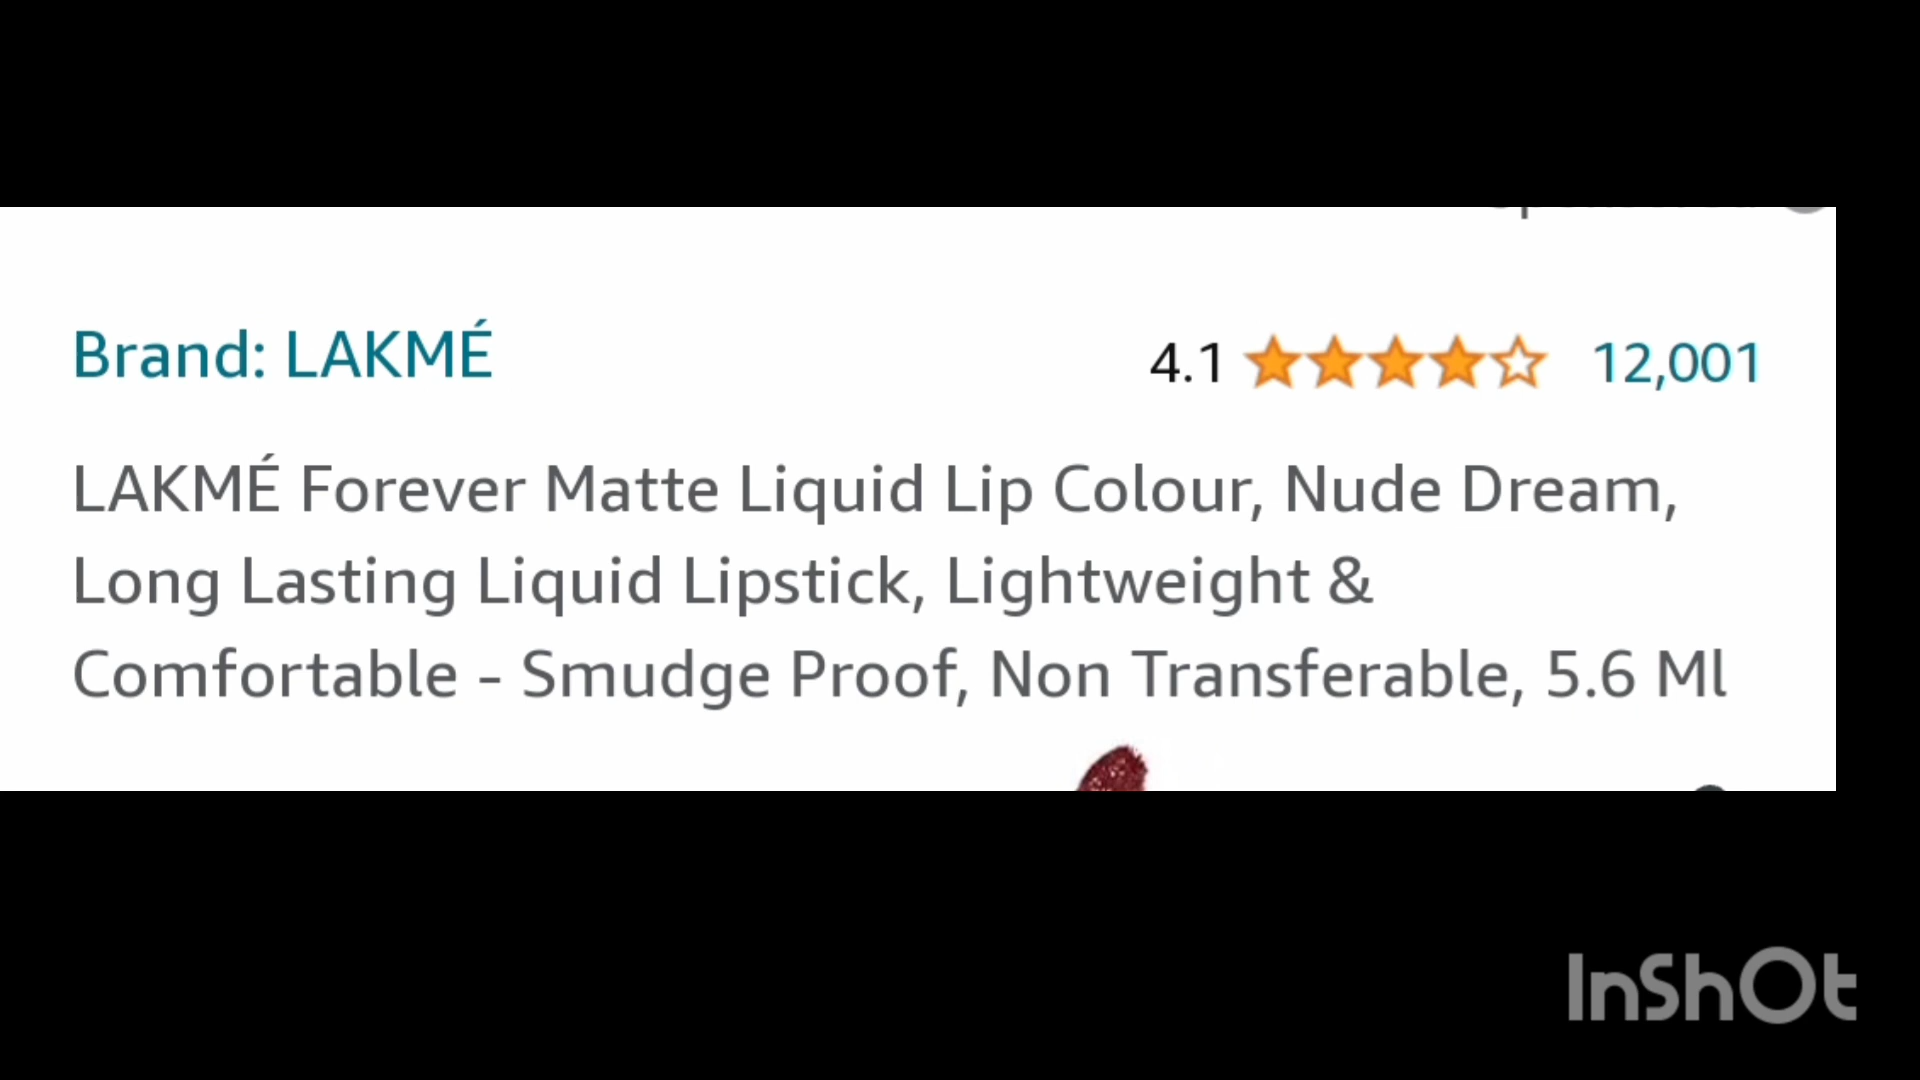 Brand: LAKMÉ
4.1 12,001
LAKMÉ Forever Matte Liquid Lip Colour, Nude Dream,
Long Lasting Liquid Lipstick, Lightweight &
Comfortable - Smudge Proof, Non Transferable, 5.6 Ml
InShOt